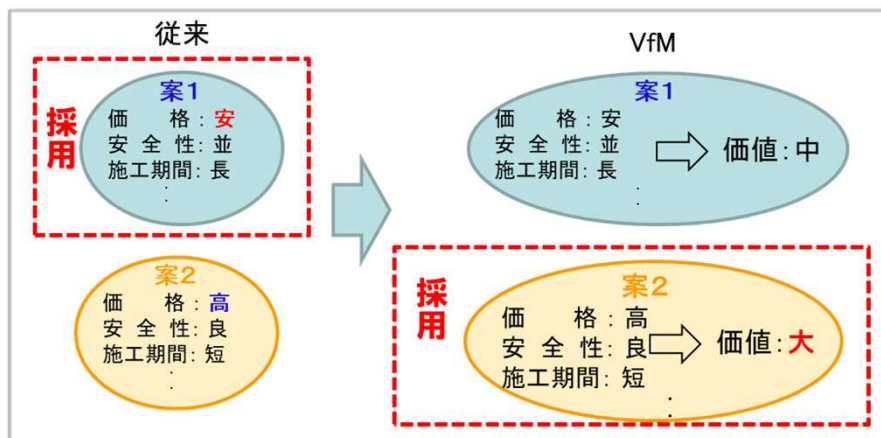 従来
採用
案1
価　　格：安
安 全 性：並
施工期間：長
：
案2
価　　格：高
安 全 性：良
施工期間：短
：
VfM
案1
価　　格：安
安 全 性：並
施工期間：長
：
価値：中
採用
案2
価　　格：高
安 全 性：良
施工期間：短
：
価値：大